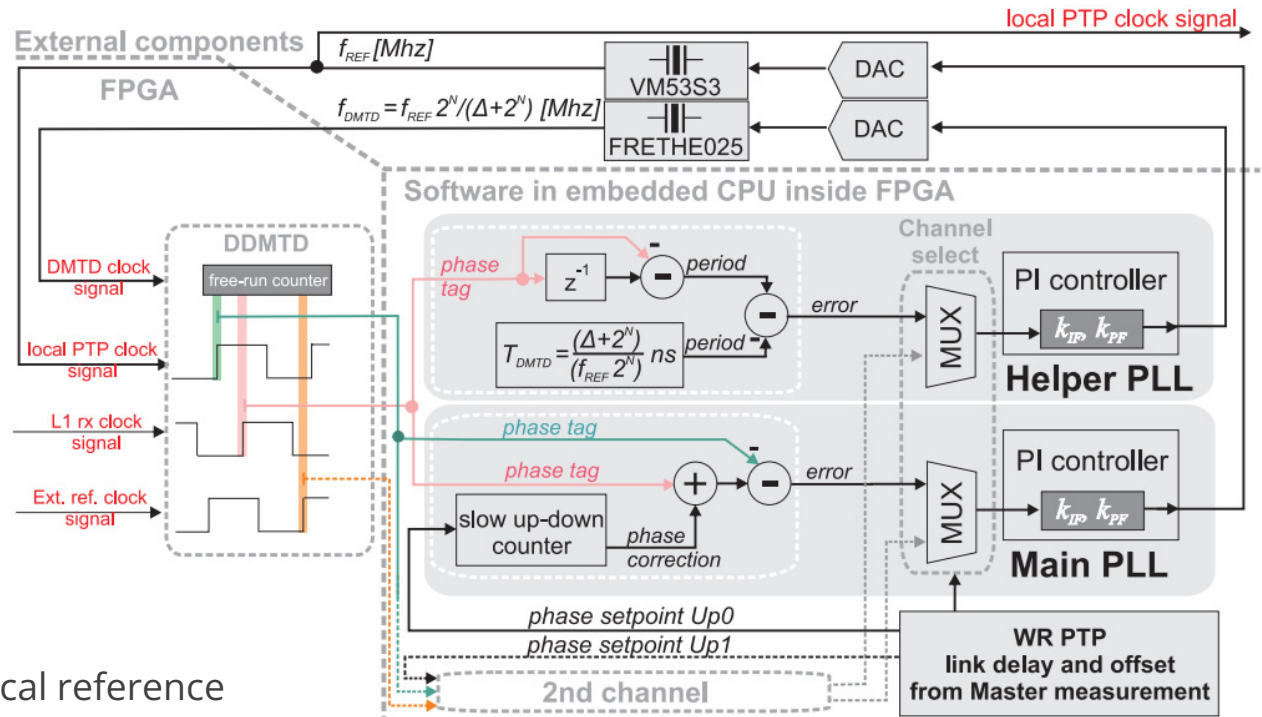 local PTP clock signal
External components
FPGA
f_REF [Mhz]
VM53S3
DAC
f_DMTD = f_REF 2^N/(Δ+2^N) [Mhz]
FRETHE025
DAC
Software in embedded CPU inside FPGA
DDMTD
free-run counter
DMTD clock
signal
local PTP clock
signal
L1 rx clock
signal
Ext. ref. clock
signal
phase
tag
z^-1
-
-
period
-
-
error
T_DMTD = (Δ+2^N)/(f_REF 2^N) ns
period
Channel
select
MUX
PI controller
k_IF, k_PF
Helper PLL
phase tag
-
phase tag
+
-
error
slow up-down
counter
phase
correction
MUX
PI controller
k_IF, k_PF
Main PLL
phase setpoint Up0
phase setpoint Up1
2nd channel
WR PTP
link delay and offset
from Master measurement
cal reference